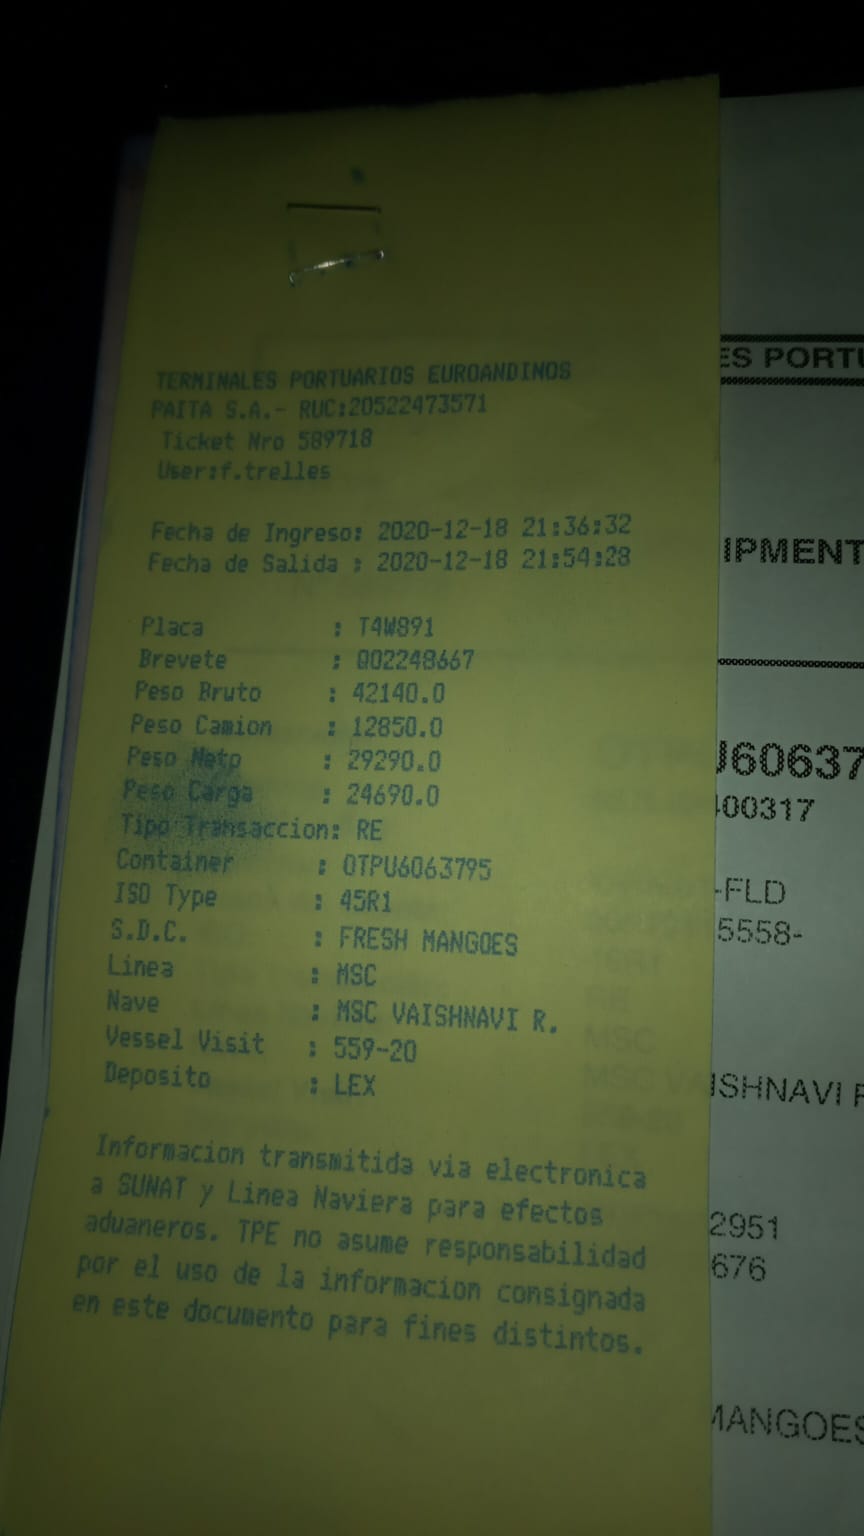 TERMINALES PORTUARIOS EUROANDINOS
PAITA S.A.- RUC:20522473571
Ticket Nro 589718
User:f.trelles
Fecha de Ingreso: 2020-12-18 21:36:32
Fecha de Salida : 2020-12-18 21:54:28
Placa : T4W891
Brevete : Q02248667
Peso Bruto : 42140.0
Peso Camion : 12850.0
Peso Neto : 29290.0
Peso Carga : 24690.0
Tipo Transaccion: RE
Container : OTPU6063795
ISO Type : 45R1
S.D.C. : FRESH MANGOES
Linea : MSC
Nave : MSC VAISHNAVI R.
Vessel Visit : 559-20
Deposito : LEX
Informacion transmitida via electronica
a SUNAT y Linea Naviera para efectos
aduaneros. TPE no asume responsabilidad
por el uso de la informacion consignada
en este documento para fines distintos.
ES PORTU
IPMENT
U60637
400317
-FLD
5558-
ISHNAVI R
2951
676
MANGOES